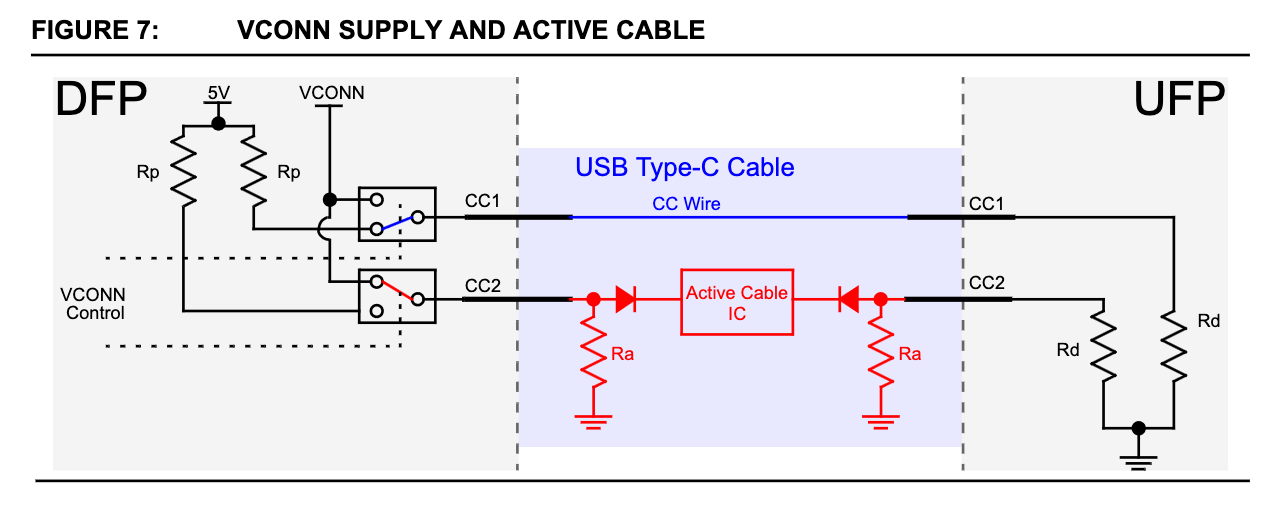 FIGURE 7: VCONN SUPPLY AND ACTIVE CABLE
DFP
5V
VCONN
UFP
Rp
Rp
USB Type-C Cable
CC1
CC Wire
CC1
VCONN
Control
CC2
Active Cable
IC
CC2
Ra
Ra
Rd
Rd